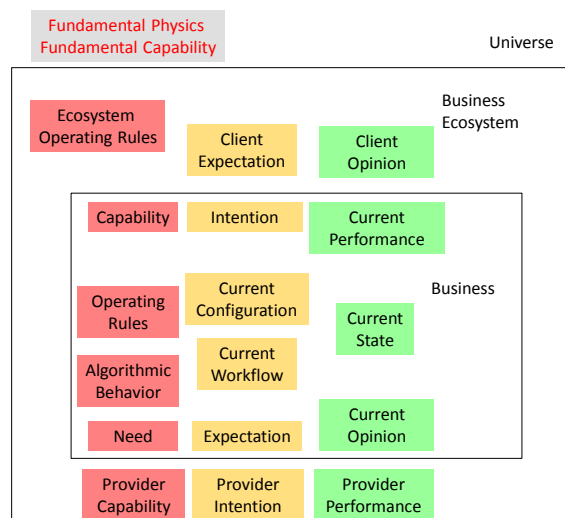 Fundamental Physics
Fundamental Capability
Universe
Business
Ecosystem
Ecosystem
Operating Rules
Client
Expectation
Client
Opinion
Capability
Intention
Current
Performance
Business
Operating
Rules
Current
Configuration
Current
State
Algorithmic
Behavior
Current
Workflow
Need
Expectation
Current
Opinion
Provider
Capability
Provider
Intention
Provider
Performance